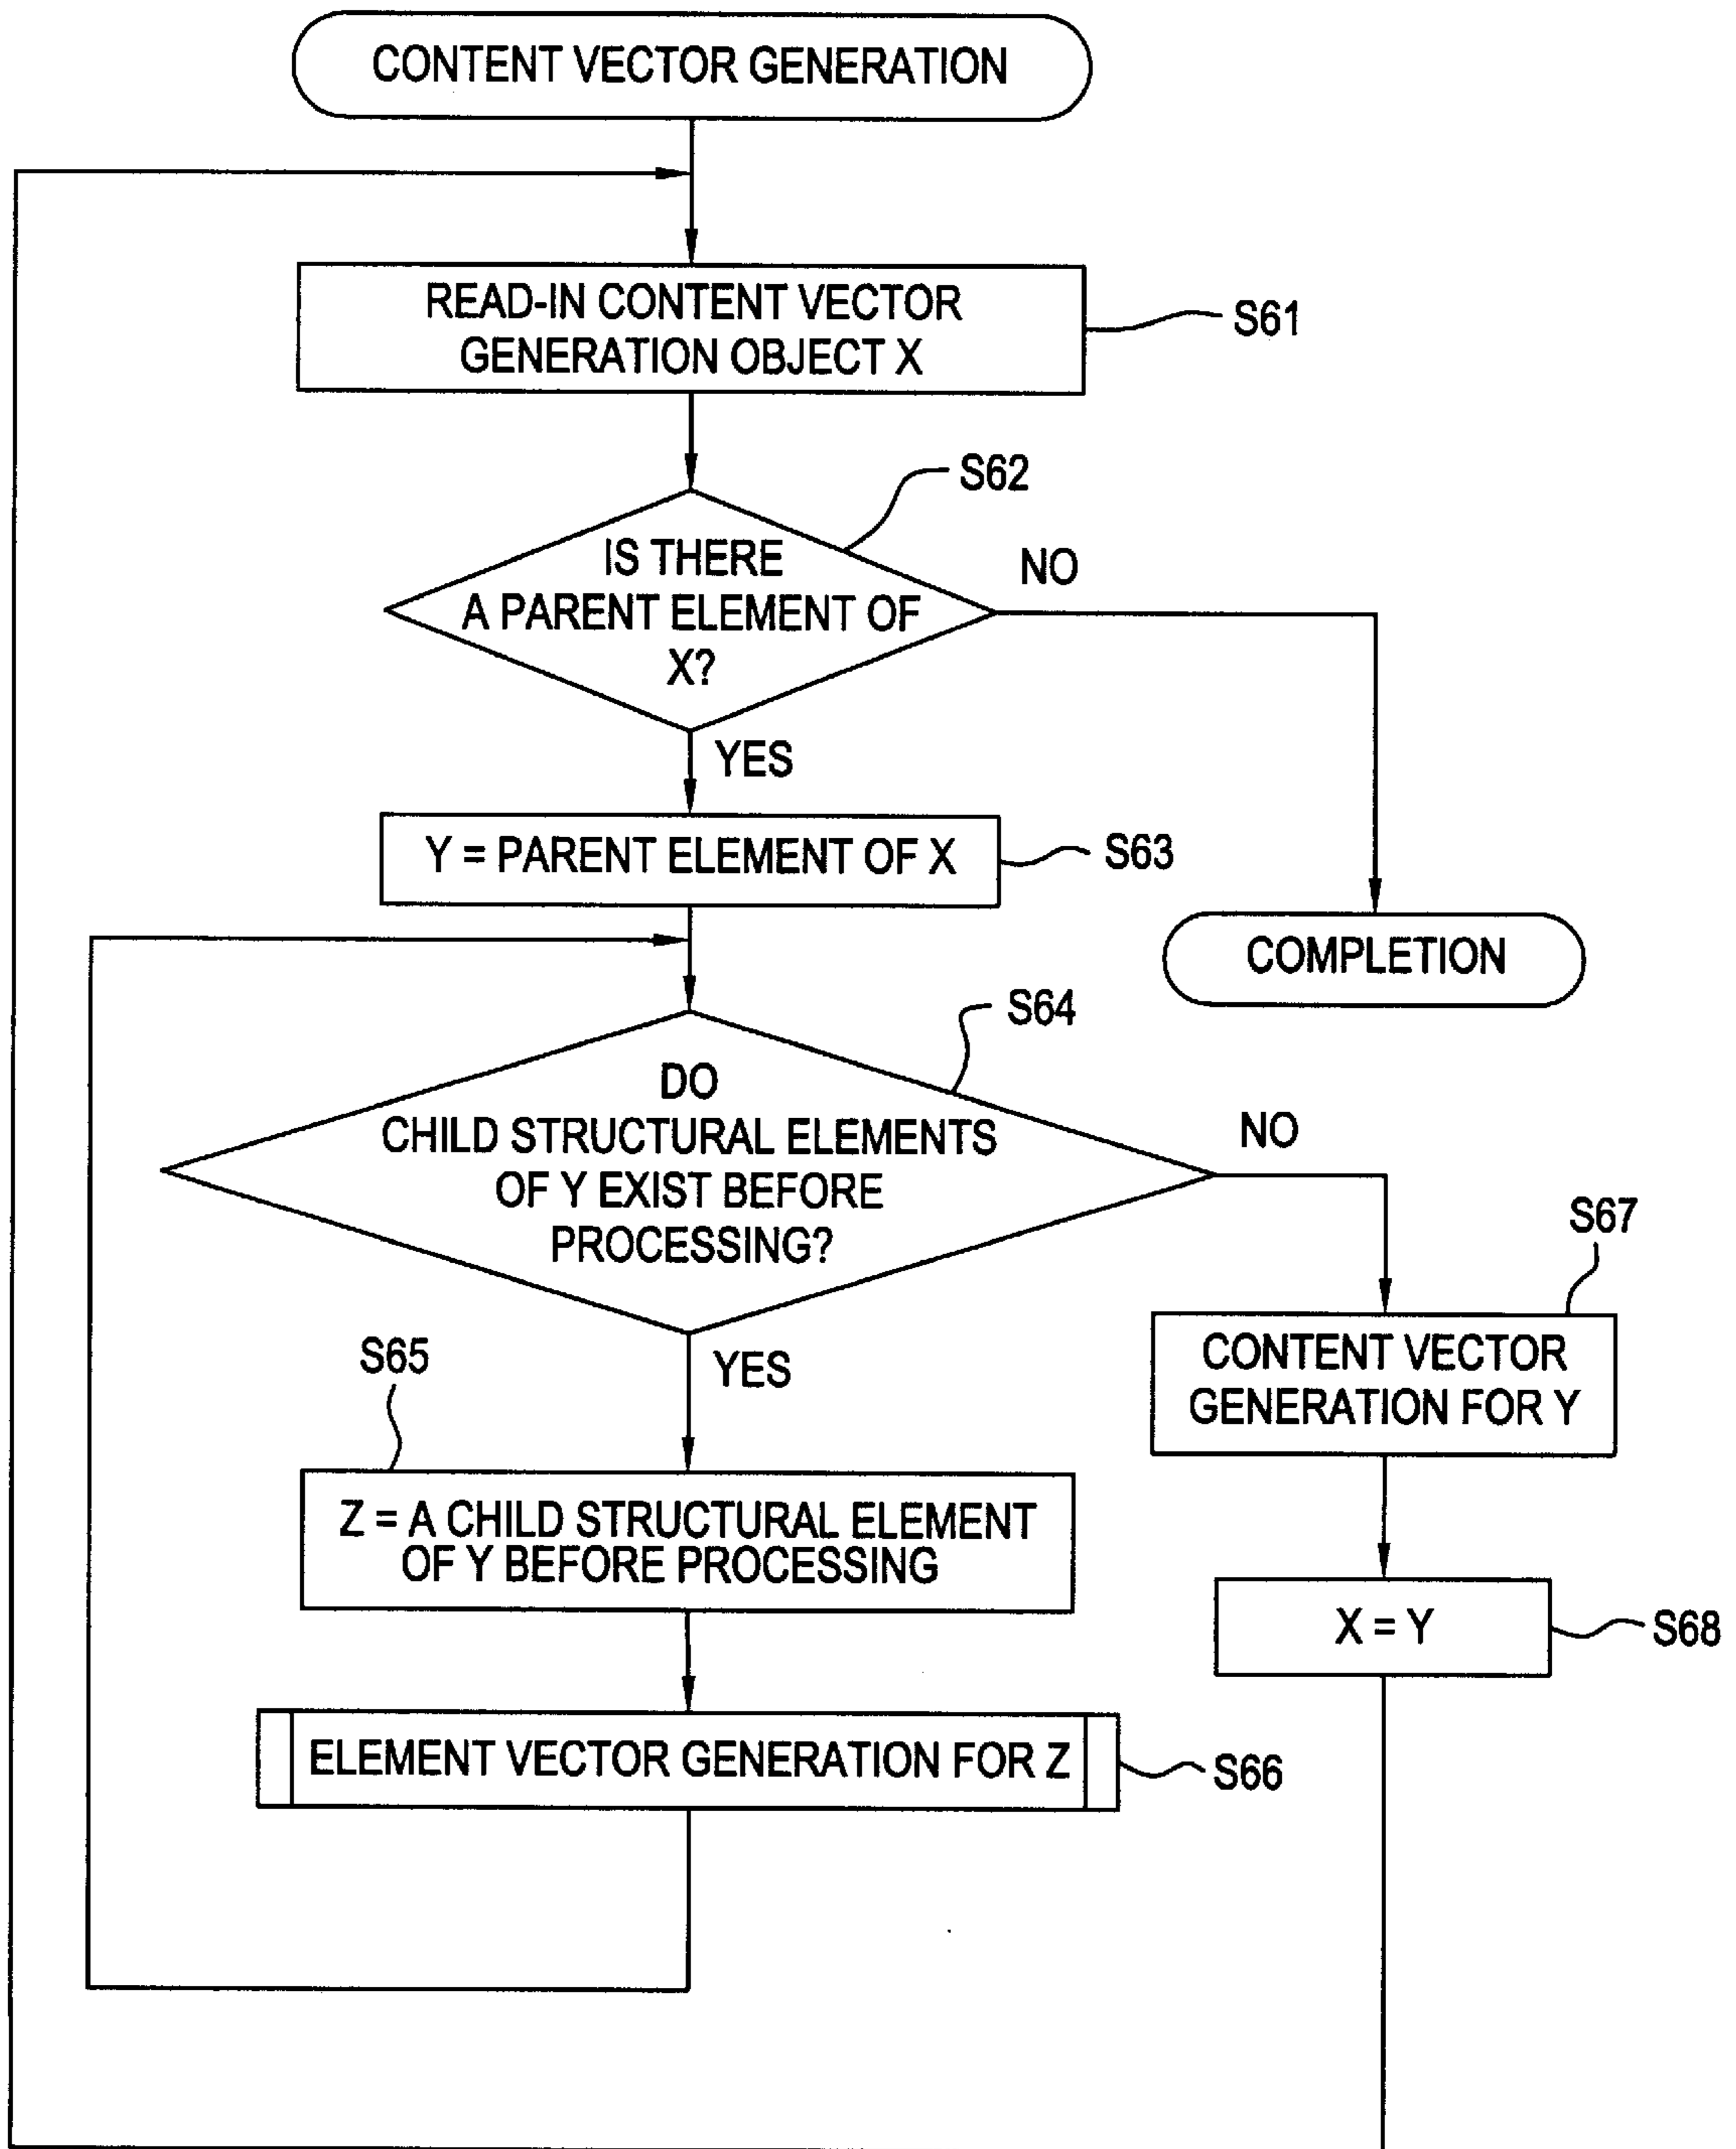 CONTENT VECTOR GENERATION
READ-IN CONTENT VECTOR
GENERATION OBJECT X
S61
S62
IS THERE
A PARENT ELEMENT OF
X?
NO
YES
Y = PARENT ELEMENT OF X
S63
COMPLETION
S64
DO
CHILD STRUCTURAL ELEMENTS
OF Y EXIST BEFORE
PROCESSING?
NO
YES
S67
CONTENT VECTOR
GENERATION FOR Y
S65
Z = A CHILD STRUCTURAL ELEMENT
OF Y BEFORE PROCESSING
X = Y
S68
ELEMENT VECTOR GENERATION FOR Z
S66